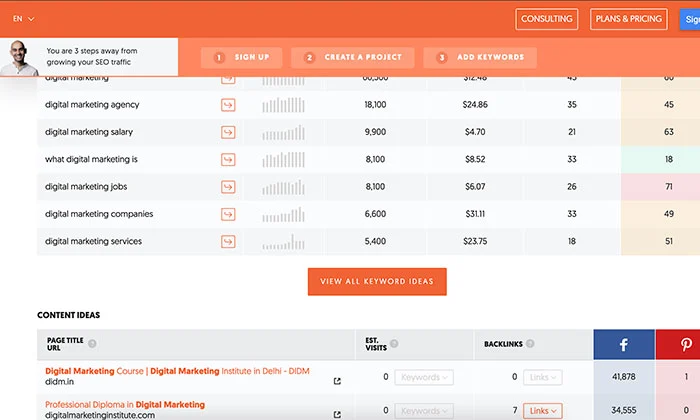 EN
CONSULTING
PLANS & PRICING
Sign
You are 3 steps away from
growing your SEO traffic
1 SIGN UP
2 CREATE A PROJECT
3 ADD KEYWORDS
digital marketing 60,500 $12.48 45 60
digital marketing agency 18,100 $24.86 35 45
digital marketing salary 9,900 $4.70 21 63
what digital marketing is 8,100 $8.52 33 18
digital marketing jobs 8,100 $6.07 26 71
digital marketing companies 6,600 $31.11 33 49
digital marketing services 5,400 $23.75 18 51
VIEW ALL KEYWORD IDEAS
CONTENT IDEAS
PAGE TITLE ? EST. ? BACKLINKS ?
URL VISITS
Digital Marketing Course | Digital Marketing Institute in Delhi - DIDM
didm.in 0 Keywords 0 Links 41,878 1
Professional Diploma in Digital Marketing
digitalmarketinginstitute.com 0 Keywords 7 Links 34,555 0